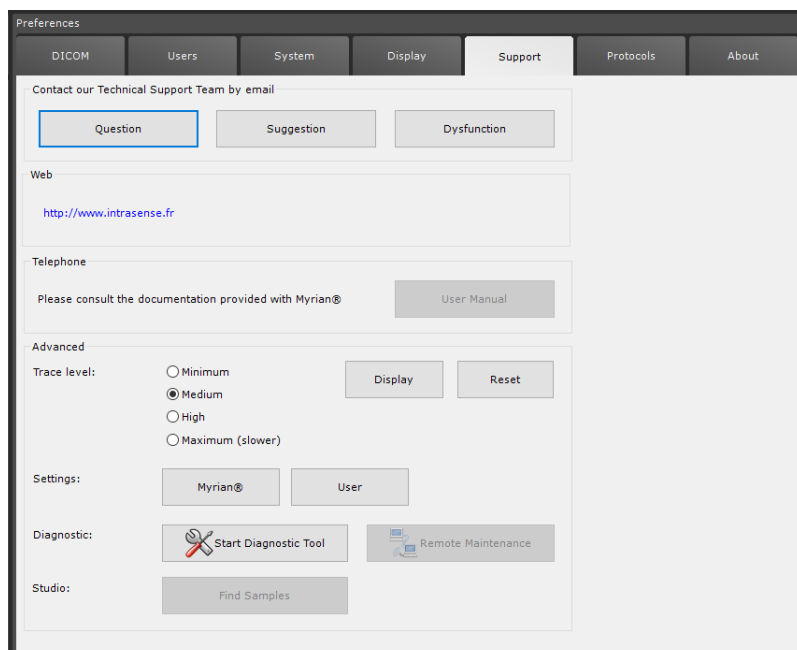 Preferences
DICOM Users System Display Support Protocols About
Contact our Technical Support Team by email
Question Suggestion Dysfunction
Web
http://www.intrasense.fr
Telephone
Please consult the documentation provided with Myrian® User Manual
Advanced
Trace level: Minimum Display Reset
Medium
High
Maximum (slower)
Settings: Myrian® User
Diagnostic: Start Diagnostic Tool Remote Maintenance
Studio: Find Samples